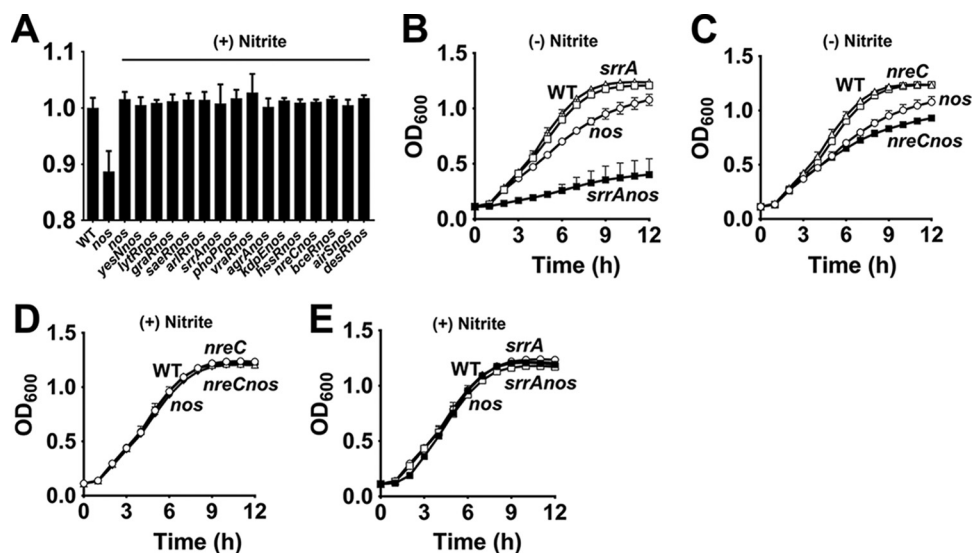 A
(+) Nitrite
1.1
1.0
0.9
0.8
WT
nos
nos
yesNnos
lytRnos
graRnos
saeRnos
arlRnos
srrAnos
phoPnos
vraRnos
agrAnos
kdpEnos
hssRnos
nreCnos
bceRnos
airSnos
desRnos
B
(-) Nitrite
OD600
1.5
1.0
0.5
0.0
srrA
WT
nos
srrAnos
0 3 6 9 12
Time (h)
C
(-) Nitrite
OD600
1.5
1.0
0.5
0.0
nreC
WT
nos
nreCnos
0 3 6 9 12
Time (h)
D
(+) Nitrite
OD600
1.5
1.0
0.5
0.0
nreC
WT
nreCnos
nos
0 3 6 9 12
Time (h)
E
(+) Nitrite
OD600
1.5
1.0
0.5
0.0
srrA
WT
srrAnos
nos
0 3 6 9 12
Time (h)